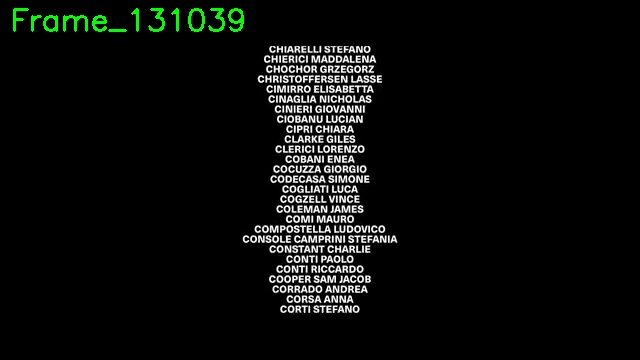 Frame_131039
CHIARELLI STEFANO
CHIERICI MADDALENA
CHOCHOR GRZEGORZ
CHRISTOFFERSEN LASSE
CIMIRRO ELISABETTA
CINAGLIA NICHOLAS
CINIERI GIOVANNI
CIOBANU LUCIAN
CIPRI CHIARA
CLARKE GILES
CLERICI LORENZO
COBANI ENEA
COCUZZA GIORGIO
CODECASA SIMONE
COGLIATI LUCA
COGZELL VINCE
COLEMAN JAMES
COMI MAURO
COMPOSTELLA LUDOVICO
CONSOLE CAMPRINI STEFANIA
CONSTANT CHARLIE
CONTI PAOLO
CONTI RICCARDO
COOPER SAM JACOB
CORRADO ANDREA
CORSA ANNA
CORTI STEFANO